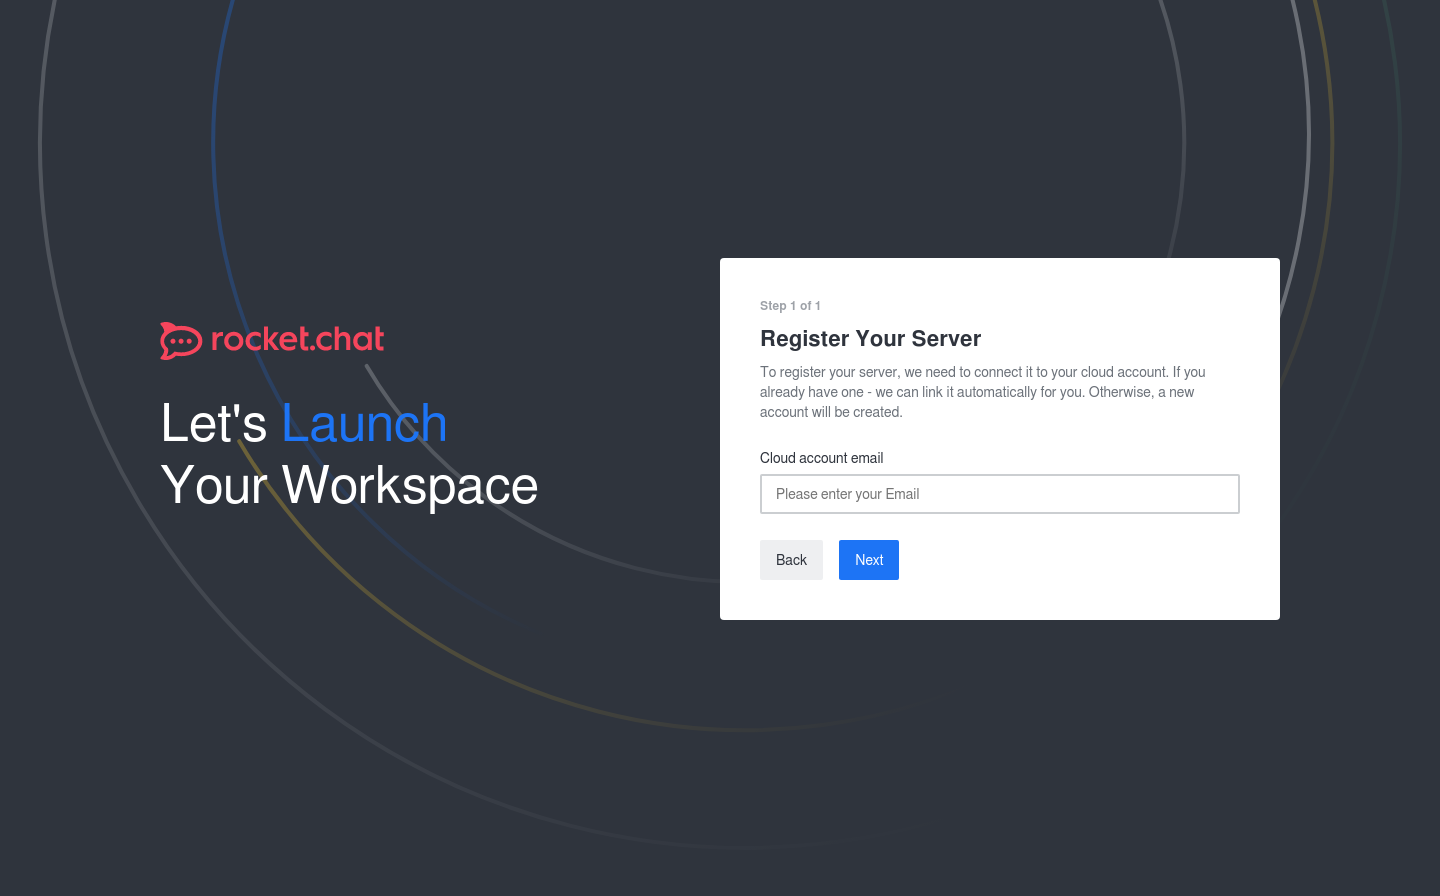 rocket.chat
Let's Launch
Your Workspace
Step 1 of 1
Register Your Server
To register your server, we need to connect it to your cloud account. If you
already have one - we can link it automatically for you. Otherwise, a new
account will be created.
Cloud account email
Please enter your Email
Back Next